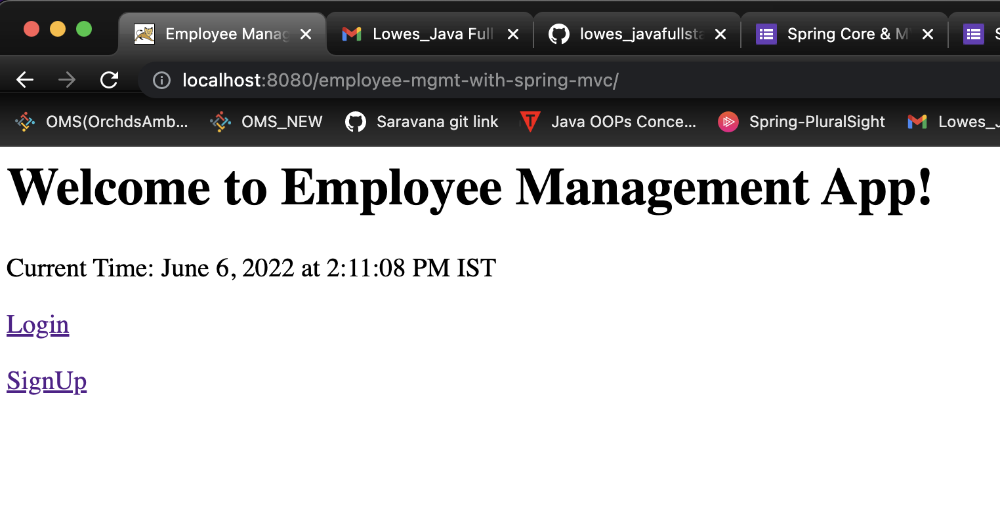 Employee Manag
Lowes_Java Full
lowes_javafullsta
Spring Core & M
S
localhost:8080/employee-mgmt-with-spring-mvc/
OMS(OrchdsAmb...
OMS_NEW
Saravana git link
Java OOPs Conce...
Spring-PluralSight
Lowes_J
Welcome to Employee Management App!
Current Time: June 6, 2022 at 2:11:08 PM IST
Login
SignUp